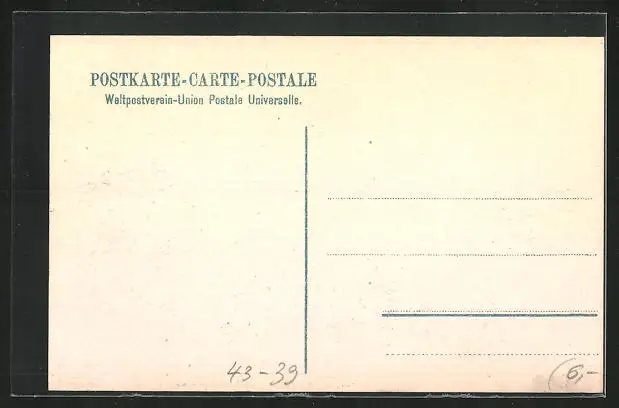 POSTKARTE-CARTE-POSTALE
Weltpostverein-Union Postale Universelle.
43-39
6,-